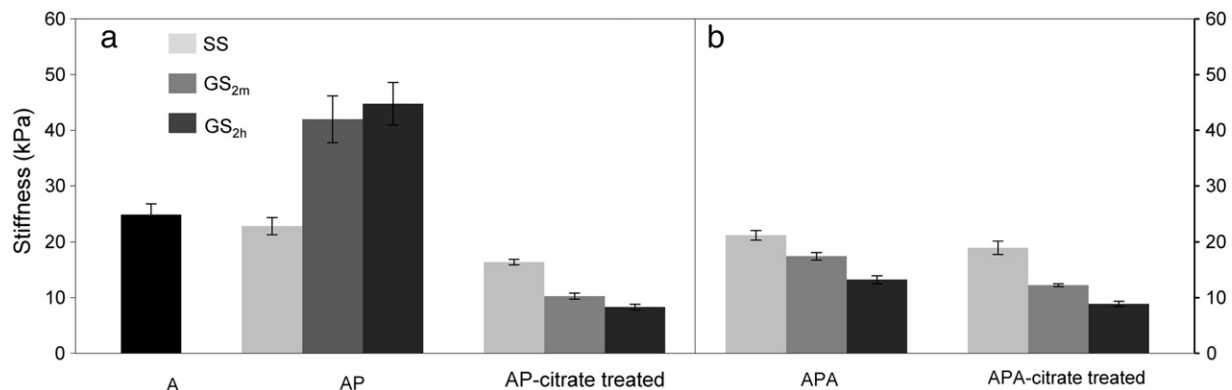 a
b
SS
GS2m
GS2h
Stiffness (kPa)
60
50
40
30
20
10
0
60
50
40
30
20
10
0
A
AP
AP-citrate treated
APA
APA-citrate treated